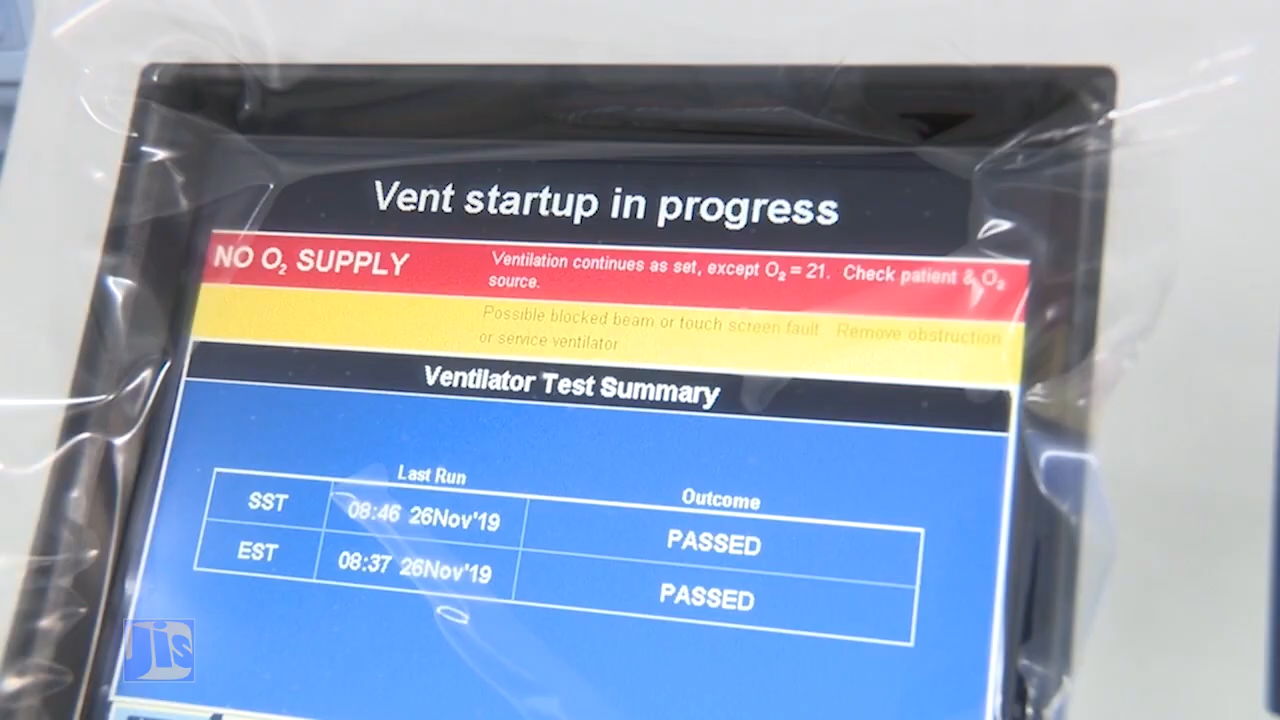 Vent startup in progress
NO O₂ SUPPLY
Ventilation continues as set, except O₂ = 21. Check patient & O₂
source.
Possible blocked beam or touch screen fault Remove obstruction
or service ventilator
Ventilator Test Summary
Last Run Outcome
SST 08:46 26Nov'19 PASSED
EST 08:37 26Nov'19 PASSED
JIS